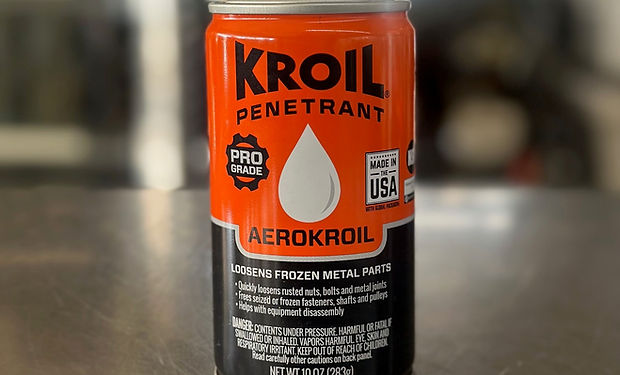 KROIL®
PENETRANT
PRO
GRADE
MADE IN
THE
USA
WITH GLOBAL PACKAGING
AEROKROIL
LOOSENS FROZEN METAL PARTS
• Quickly loosens rusted nuts, bolts and metal joints
• Frees seized or frozen fasteners, shafts and pulleys
• Helps with equipment disassembly
DANGER: CONTENTS UNDER PRESSURE. HARMFUL OR FATAL IF
SWALLOWED OR INHALED. VAPORS HARMFUL. EYE, SKIN AND
RESPIRATORY IRRITANT. KEEP OUT OF REACH OF CHILDREN.
Read carefully other cautions on back panel.
NET WT 10 OZ (283g)